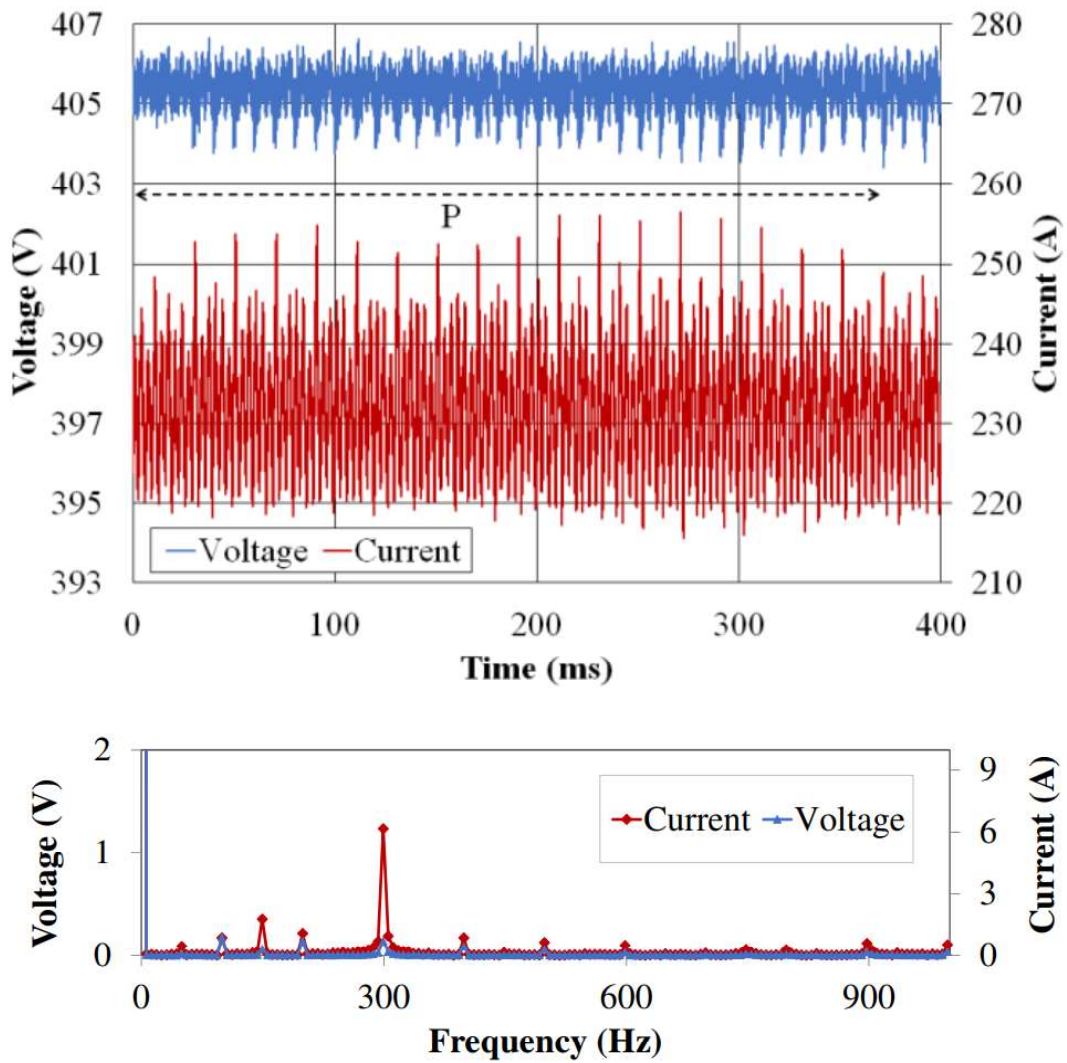 407
405
403
401
399
397
395
393
Voltage (V)
280
270
260
250
240
230
220
210
Current (A)
P
Voltage Current
0 100 200 300 400
Time (ms)
2
1
0
Voltage (V)
9
6
3
0
Current (A)
Current Voltage
0 300 600 900
Frequency (Hz)